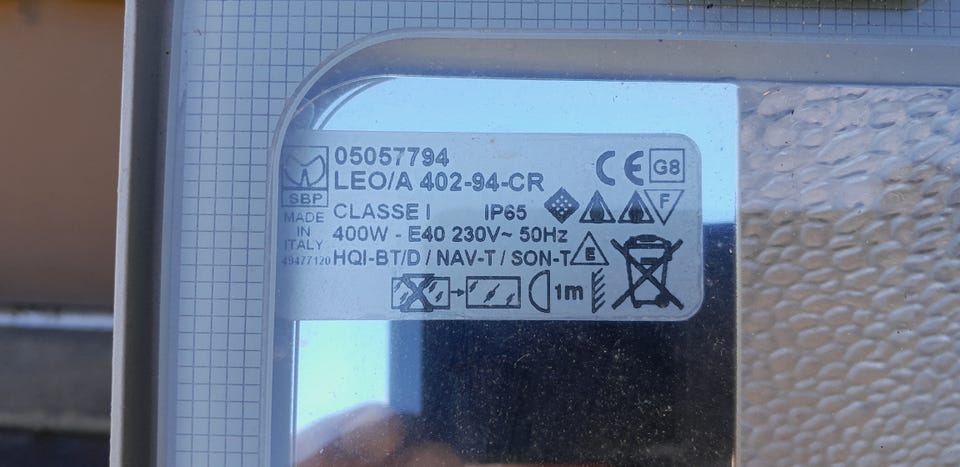 05057794
LEO/A 402-94-CR
CE G8
SBP
MADE
IN
ITALY
49477120
CLASSE I IP65
F
400W - E40 230V~ 50Hz
HQI-BT/D / NAV-T / SON-T
E
1m